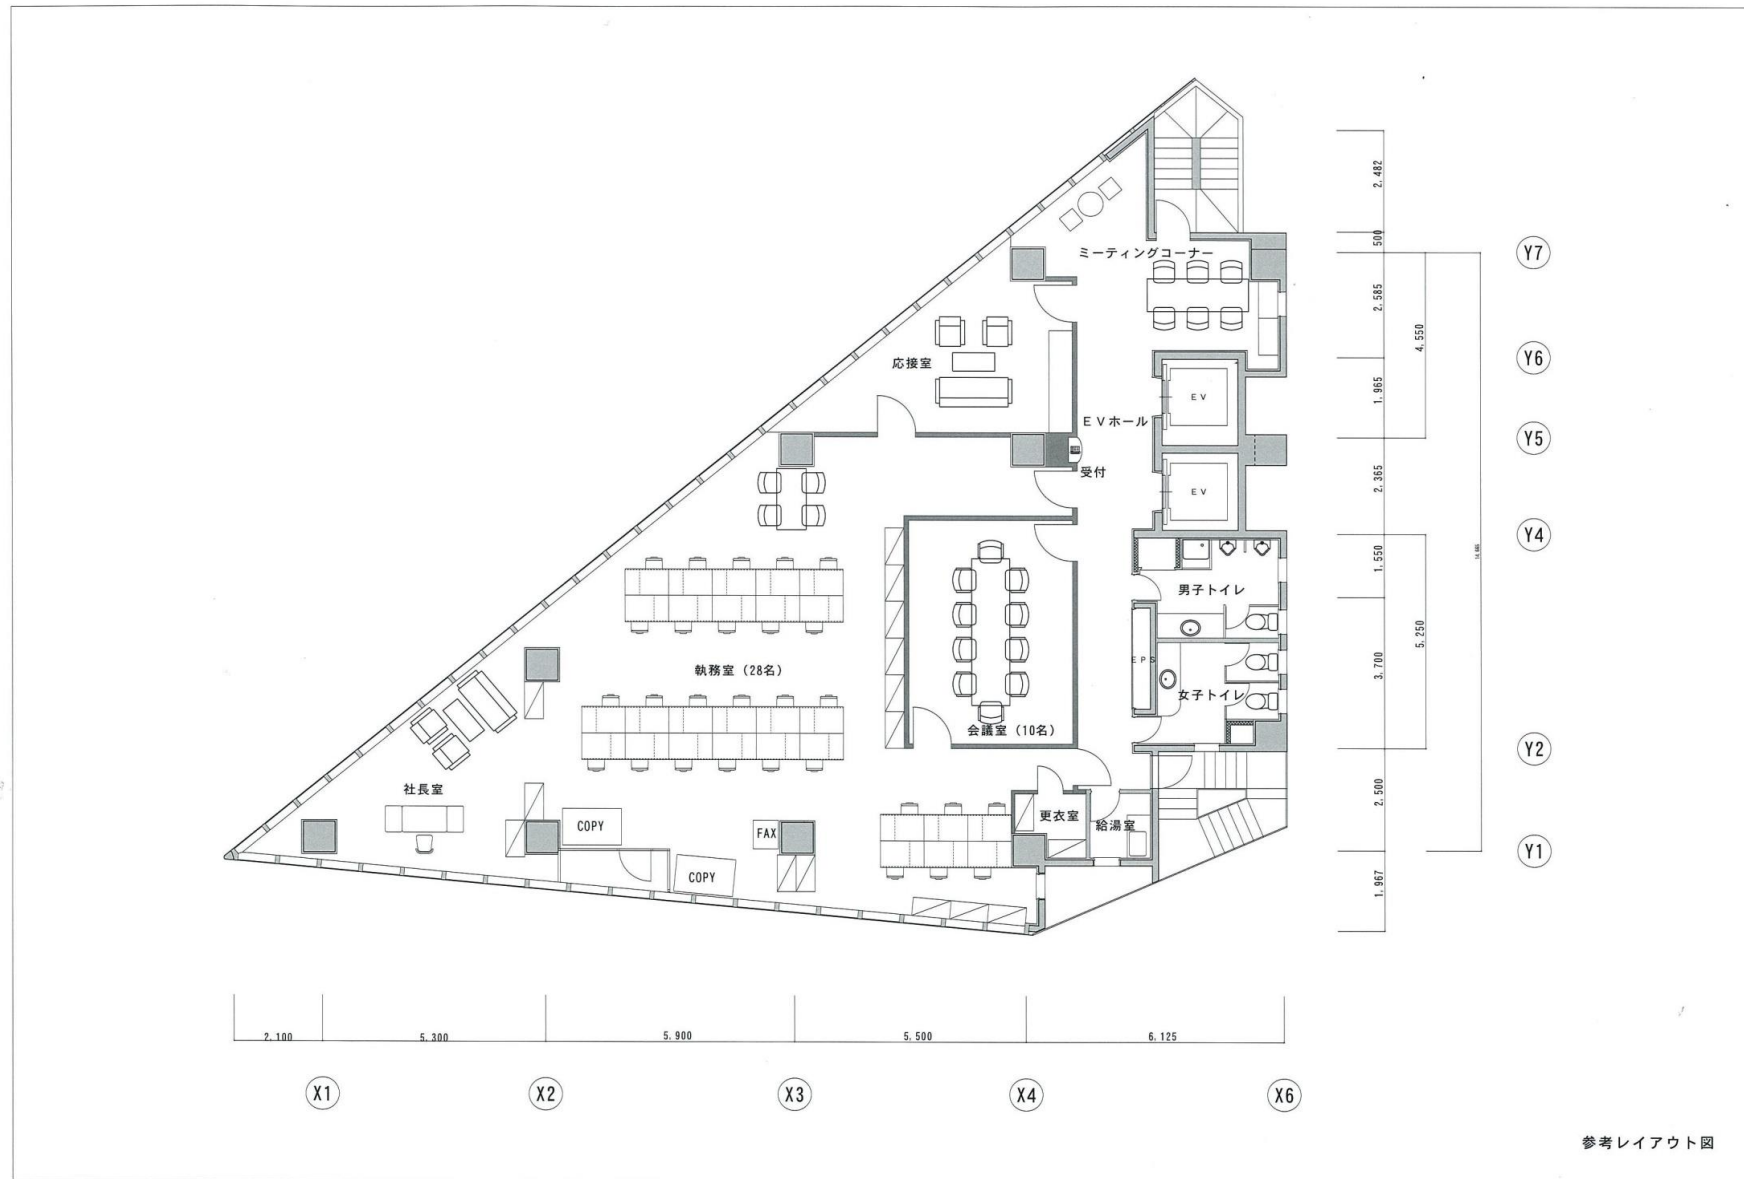 2,482
500
Y7
ミーティングコーナー
2,585
4,550
Y6
応接室
1,965
EV
EVホール
Y5
受付
2,365
EV
Y4
1,550
男子トイレ
14,665
5,250
EPS
執務室(28名)
3,700
女子トイレ
会議室(10名)
Y2
社長室
2,500
更衣室
給湯室
COPY
FAX
Y1
COPY
1,967
2,100
5,300
5,900
5,500
6,125
X1
X2
X3
X4
X6
参考レイアウト図